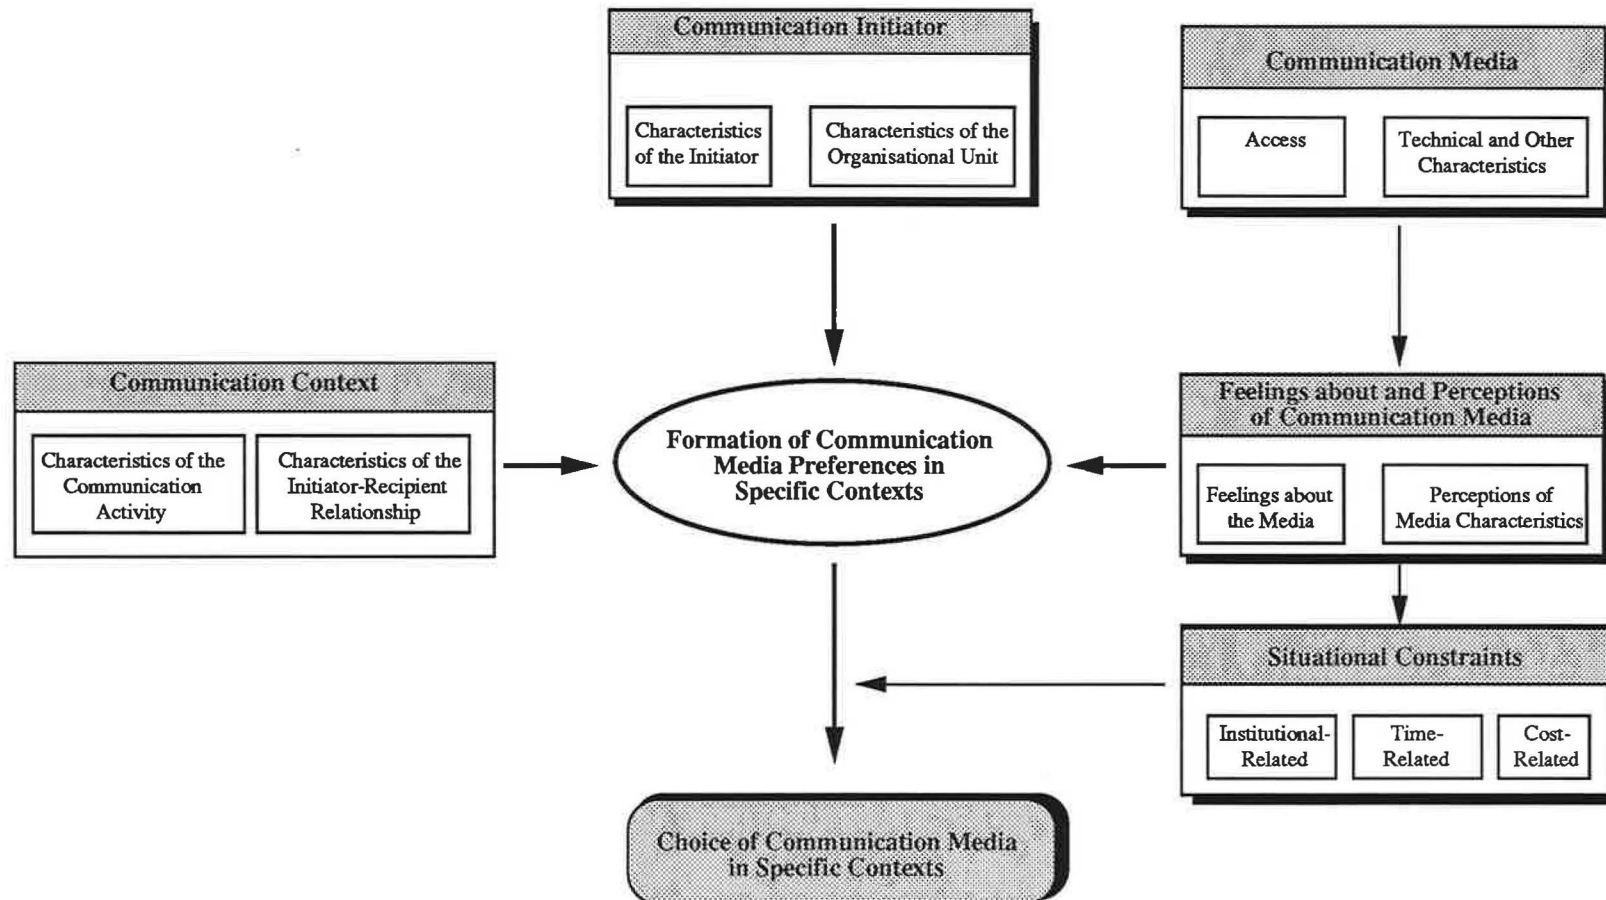 Communication Initiator
Characteristics
of the Initiator
Characteristics of the
Organisational Unit
Communication Media
Access
Technical and Other
Characteristics
Communication Context
Characteristics of the
Communication
Activity
Characteristics of the
Initiator-Recipient
Relationship
Formation of Communication
Media Preferences in
Specific Contexts
Feelings about and Perceptions
of Communication Media
Feelings about
the Media
Perceptions of
Media Characteristics
Situational Constraints
Institutional-
Related
Time-
Related
Cost-
Related
Choice of Communication Media
in Specific Contexts